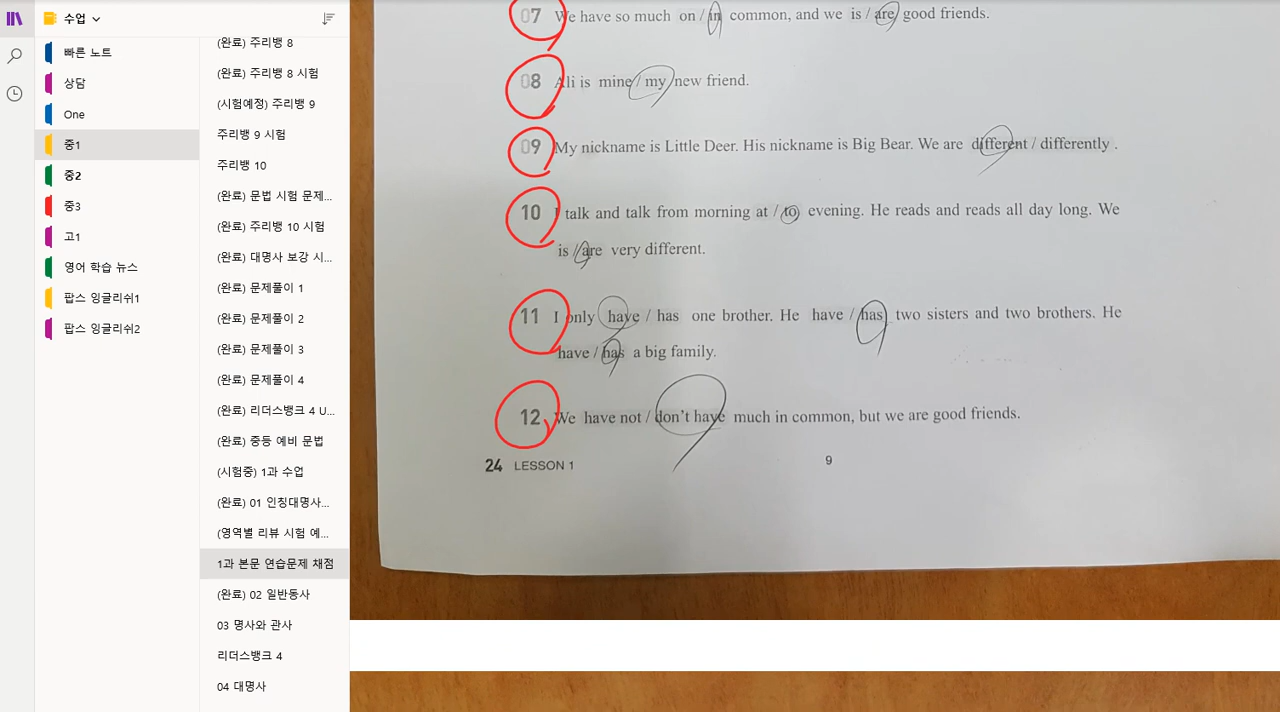 수업
빠른 노트
상담
One
중1
중2
중3
고1
영어 학습 뉴스
팝스 잉글리쉬1
팝스 잉글리쉬2
(완료) 주리뱅 8
(완료) 주리뱅 8 시험
(시험예정) 주리뱅 9
주리뱅 9 시험
주리뱅 10
(완료) 문법 시험 문제...
(완료) 주리뱅 10 시험
(완료) 대명사 보강 시...
(완료) 문제풀이 1
(완료) 문제풀이 2
(완료) 문제풀이 3
(완료) 문제풀이 4
(완료) 리더스뱅크 4 U...
(완료) 중등 예비 문법
(시험중) 1과 수업
(완료) 01 인칭대명사...
(영역별 리뷰 시험 예...
1과 본문 연습문제 채점
(완료) 02 일반동사
03 명사와 관사
리더스뱅크 4
04 대명사
07 We have so much on / in common, and we is / are good friends.
08 Ali is mine / my new friend.
09 My nickname is Little Deer. His nickname is Big Bear. We are different / differently .
10 I talk and talk from morning at / to evening. He reads and reads all day long. We
is / are very different.
11 I only have / has one brother. He have / has two sisters and two brothers. He
have / has a big family.
12 We have not / don't have much in common, but we are good friends.
24 LESSON 1
9